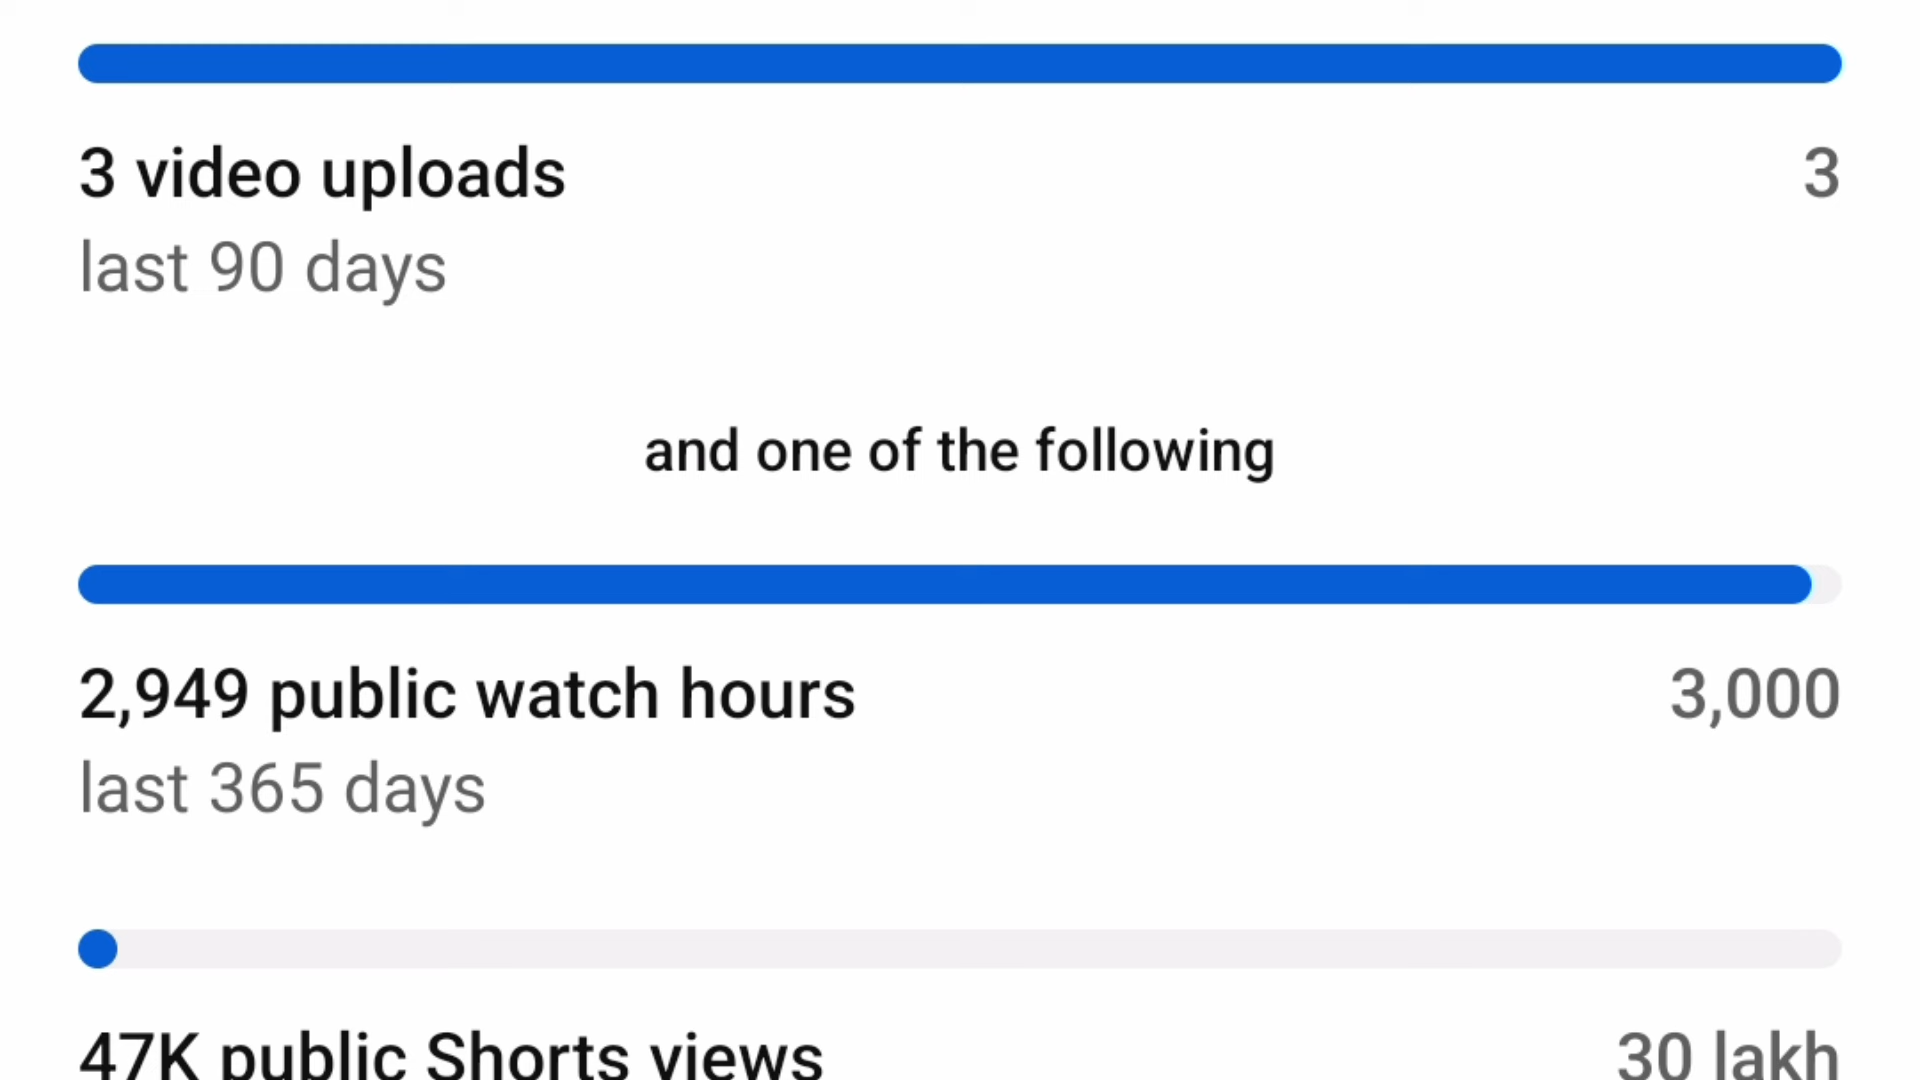 3 video uploads 3
last 90 days
and one of the following
2,949 public watch hours 3,000
last 365 days
47K public Shorts views 30 lakh